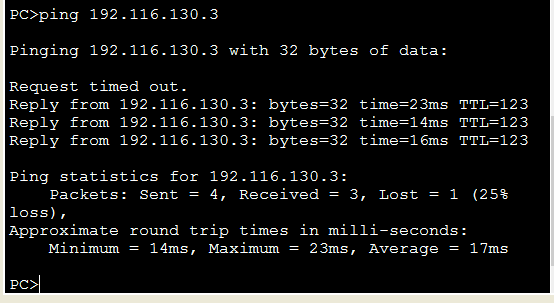 PC>ping 192.116.130.3
Pinging 192.116.130.3 with 32 bytes of data:
Request timed out.
Reply from 192.116.130.3: bytes=32 time=23ms TTL=123
Reply from 192.116.130.3: bytes=32 time=14ms TTL=123
Reply from 192.116.130.3: bytes=32 time=16ms TTL=123
Ping statistics for 192.116.130.3:
    Packets: Sent = 4, Received = 3, Lost = 1 (25%
loss),
Approximate round trip times in milli-seconds:
    Minimum = 14ms, Maximum = 23ms, Average = 17ms
PC>